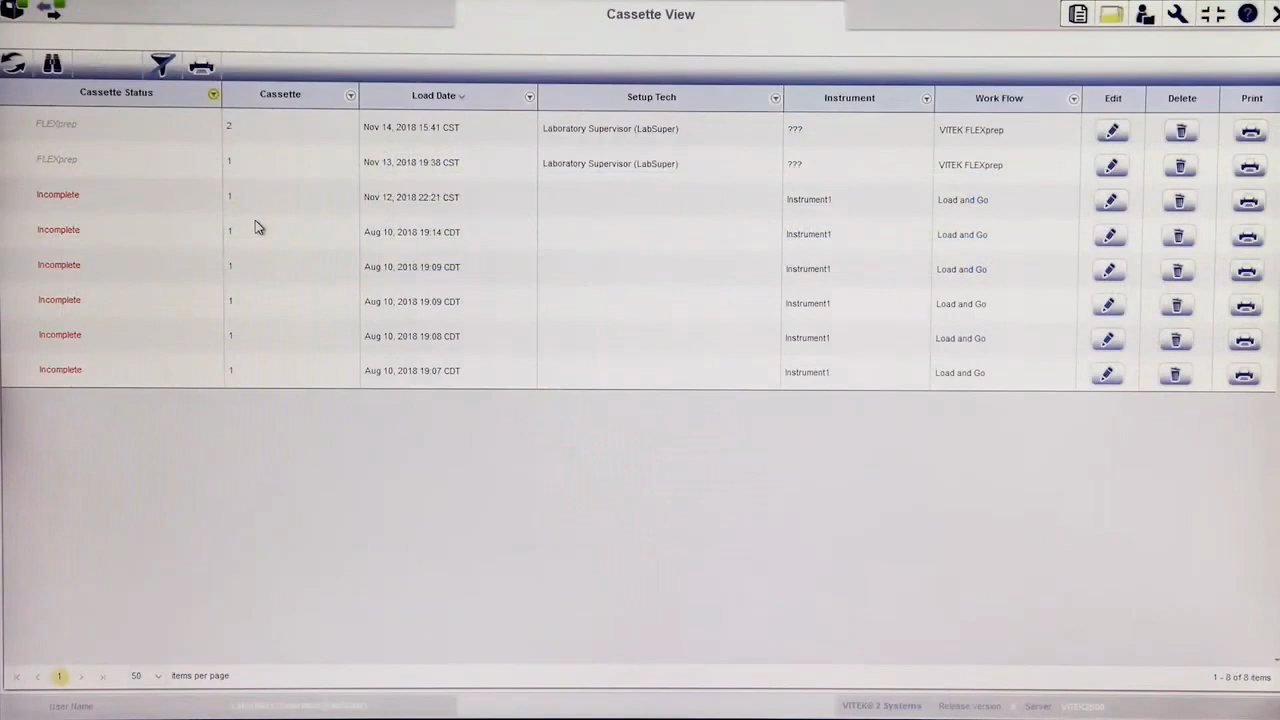 Cassette View
Cassette Status Cassette Load Date Setup Tech Instrument Work Flow Edit Delete Print
FLEXprep 2 Nov 14, 2018 15:41 CST Laboratory Supervisor (LabSuper) ??? VITEK FLEXprep
FLEXprep 1 Nov 13, 2018 19:38 CST Laboratory Supervisor (LabSuper) ??? VITEK FLEXprep
Incomplete 1 Nov 12, 2018 22:21 CST Instrument1 Load and Go
Incomplete 1 Aug 10, 2018 19:14 CDT Instrument1 Load and Go
Incomplete 1 Aug 10, 2018 19:09 CDT Instrument1 Load and Go
Incomplete 1 Aug 10, 2018 19:09 CDT Instrument1 Load and Go
Incomplete 1 Aug 10, 2018 19:08 CDT Instrument1 Load and Go
Incomplete 1 Aug 10, 2018 19:07 CDT Instrument1 Load and Go
1 50 items per page 1 - 8 of 8 items
User Name VITEK® 2 Systems Release version Server